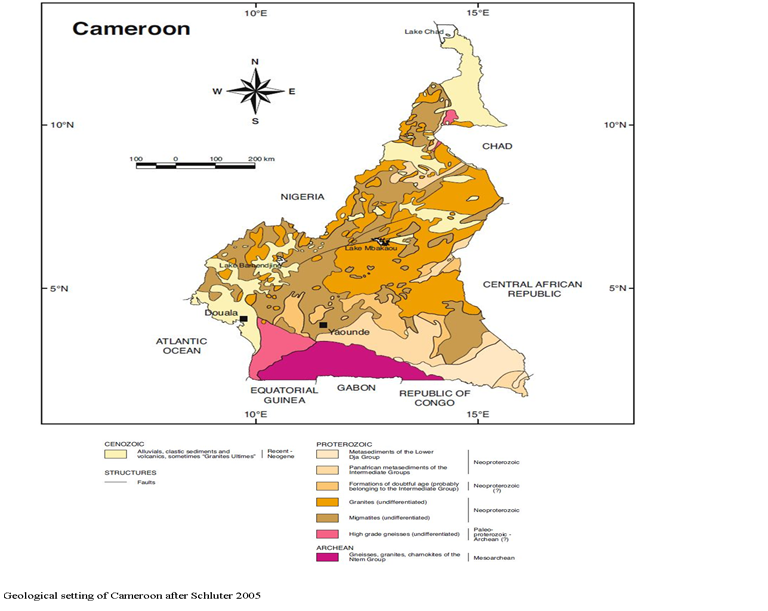 Cameroon
10°E
15°E
Lake Chad
N
W
E
S
10°N
10°N
CHAD
100 0 100 200 km
NIGERIA
Lake Mbakaou
Lake Bamendjing
CENTRAL AFRICAN
REPUBLIC
5°N
5°N
Douala
Yaounde
ATLANTIC
OCEAN
EQUATORIAL
GUINEA
GABON
REPUBLIC OF
CONGO
10°E
15°E
CENOZOIC
Alluvials, clastic sediments and
volcanics, sometimes "Granites Ultimes"
Recent -
Neogene
STRUCTURES
Faults
PROTEROZOIC
Metasediments of the Lower
Dja Group
Panafrican metasediments of the
Intermediate Groups
Neoproterozoic
Formations of doubtful age (probably
belonging to the Intermediate Group)
Neoproterozoic
(?)
Granites (undifferentiated)
Migmatites (undifferentiated)
Neoproterozoic
High grade gneisses (undifferentiated)
Paleo-
proterozoic -
Archean (?)
ARCHEAN
Gneisses, granites, charnokites of the
Ntem Group
Mesoarchean
Geological setting of Cameroon after Schluter 2005